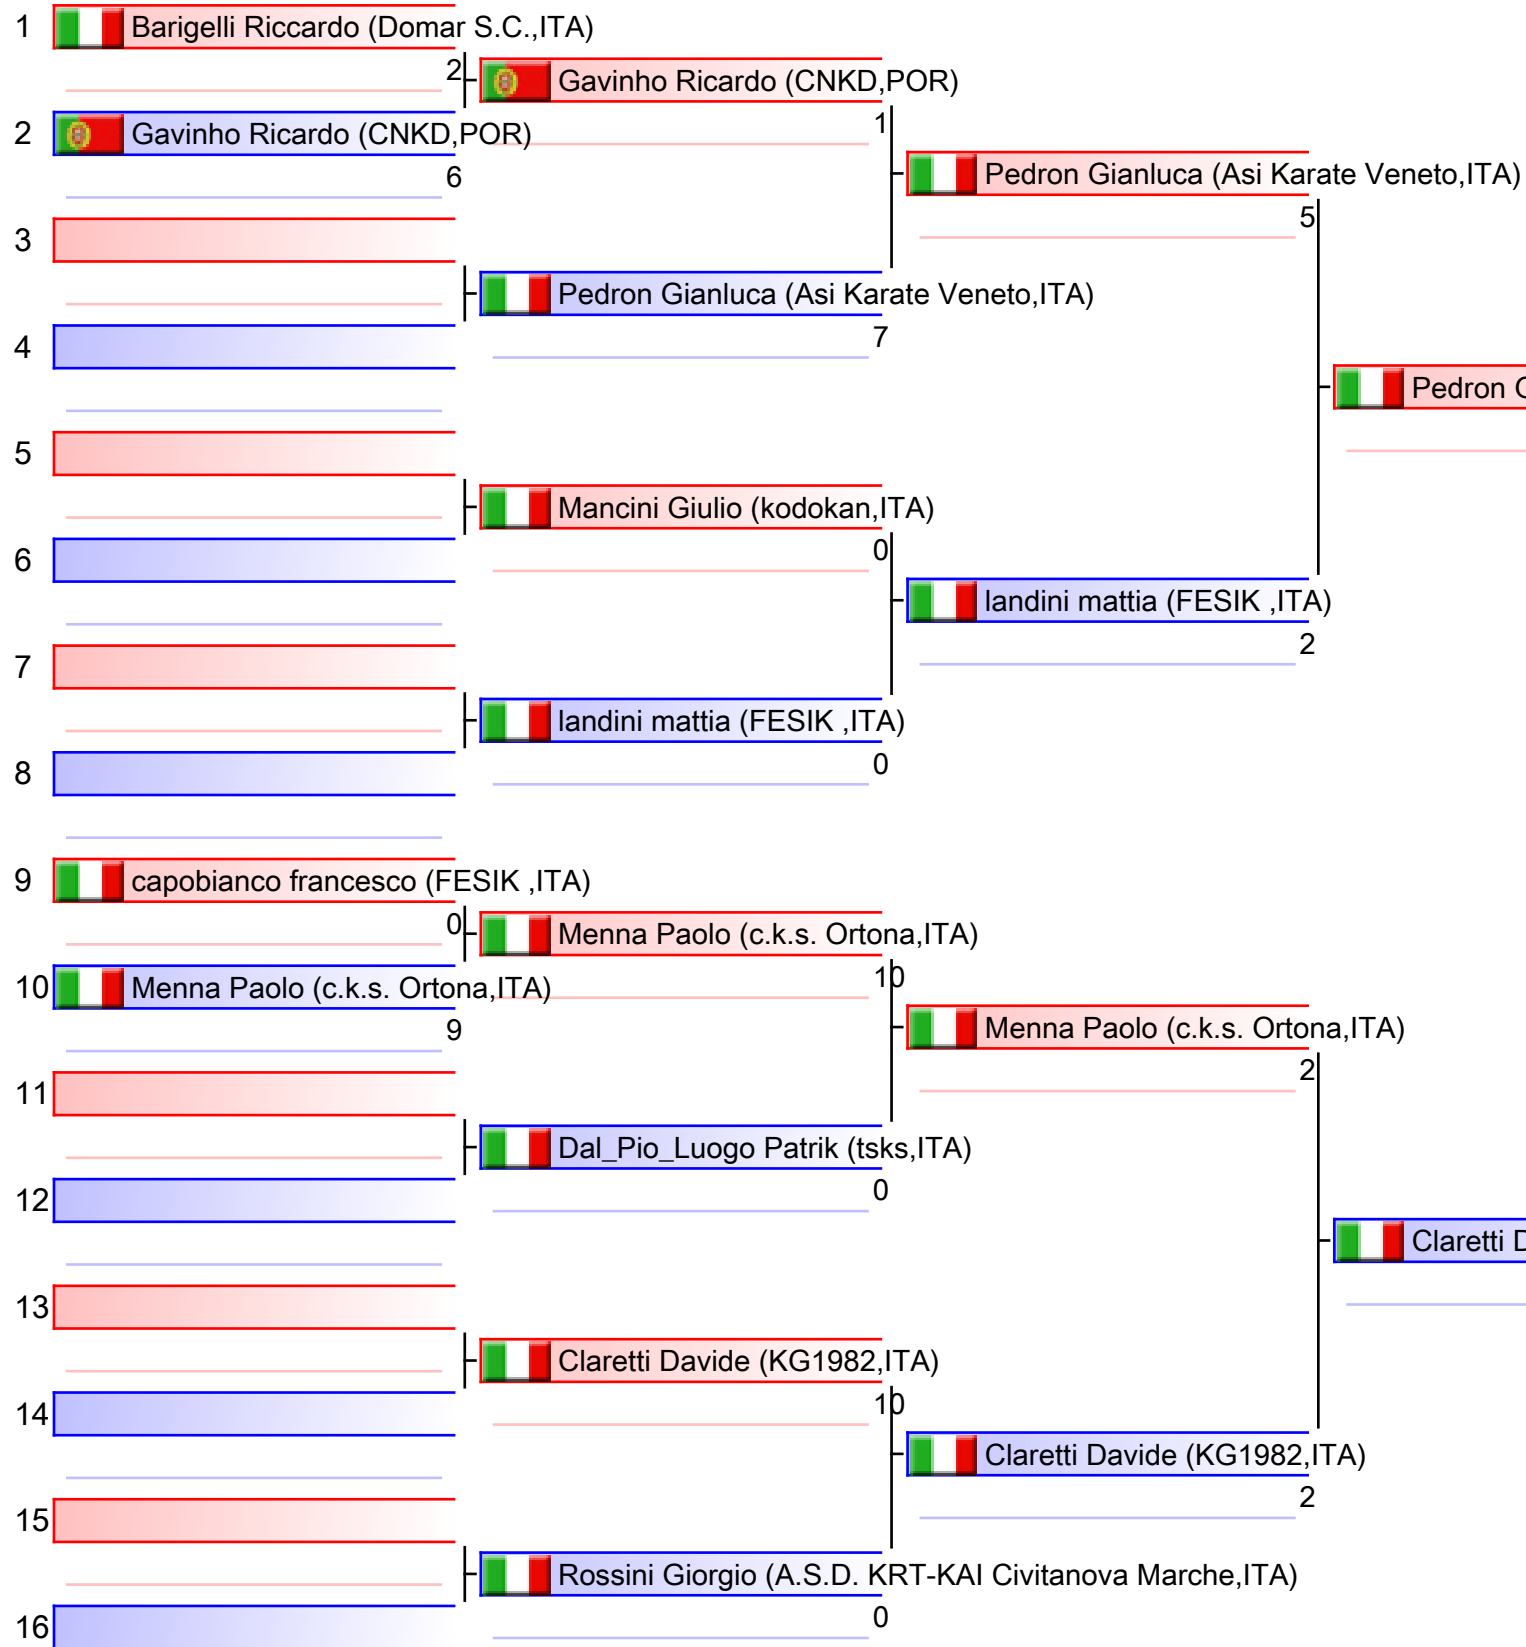 1 Barigelli Riccardo (Domar S.C.,ITA)
2 Gavinho Ricardo (CNKD,POR)
2 Gavinho Ricardo (CNKD,POR)
1
6
Pedron Gianluca (Asi Karate Veneto,ITA)
5
3
Pedron Gianluca (Asi Karate Veneto,ITA)
7
4
Pedron
5
Mancini Giulio (kodokan,ITA)
0
6
landini mattia (FESIK ,ITA)
2
7
landini mattia (FESIK ,ITA)
0
8
9 capobianco francesco (FESIK ,ITA)
0 Menna Paolo (c.k.s. Ortona,ITA)
10 Menna Paolo (c.k.s. Ortona,ITA)
10
9
Menna Paolo (c.k.s. Ortona,ITA)
2
11
Dal_Pio_Luogo Patrik (tsks,ITA)
0
12
Claretti
13
Claretti Davide (KG1982,ITA)
10
14
Claretti Davide (KG1982,ITA)
2
15
Rossini Giorgio (A.S.D. KRT-KAI Civitanova Marche,ITA)
0
16